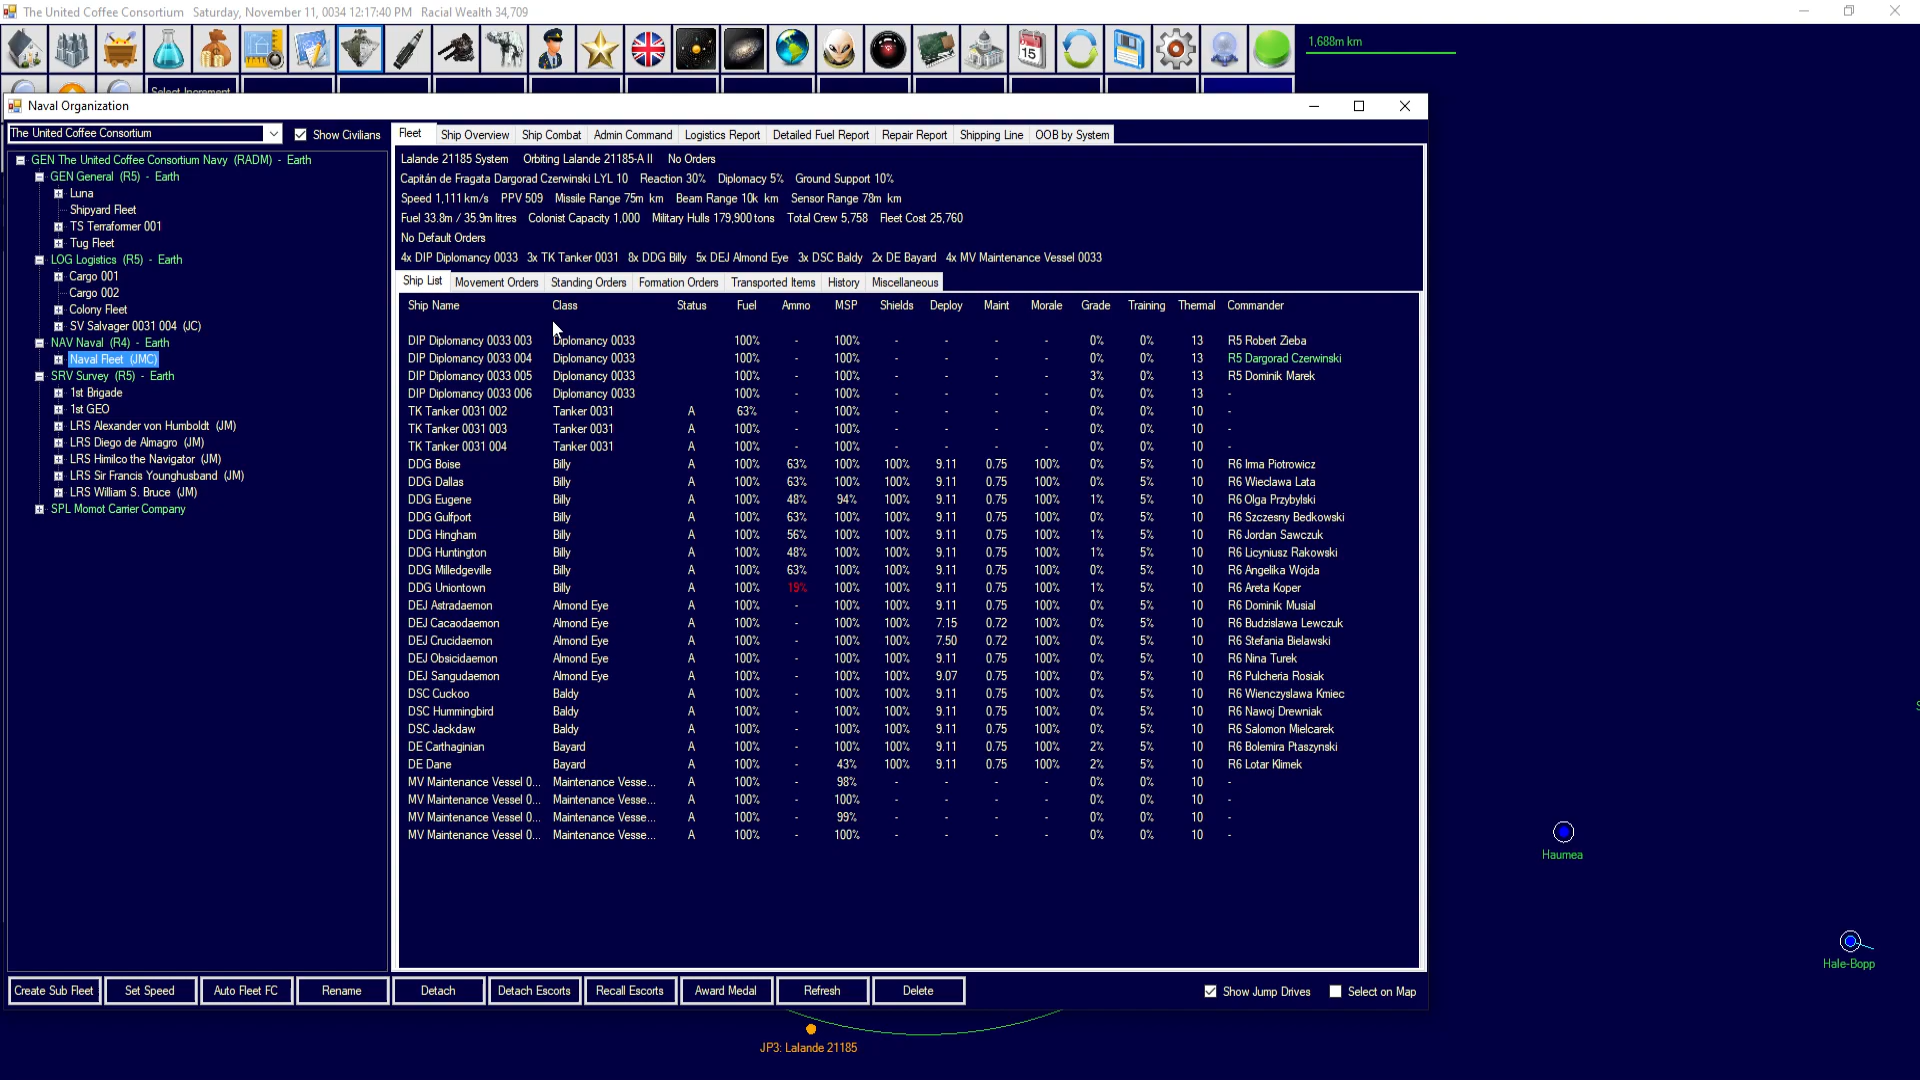 The United Coffee Consortium Saturday, November 11, 0034 12:17:40 PM Racial Wealth 34,709
1,688m km
15
Select Increment
Naval Organization
The United Coffee Consortium Show Civilians
GEN The United Coffee Consortium Navy (RADM) - Earth
GEN General (R5) - Earth
Luna
Shipyard Fleet
TS Terraformer 001
Tug Fleet
LOG Logistics (R5) - Earth
Cargo 001
Cargo 002
Colony Fleet
SV Salvager 0031 004 (JC)
NAV Naval (R4) - Earth
Naval Fleet (JMC)
SRV Survey (R5) - Earth
1st Brigade
1st GEO
LRS Alexander von Humboldt (JM)
LRS Diego de Almagro (JM)
LRS Himilco the Navigator (JM)
LRS Sir Francis Younghusband (JM)
LRS William S. Bruce (JM)
SPL Momot Carrier Company
Fleet Ship Overview Ship Combat Admin Command Logistics Report Detailed Fuel Report Repair Report Shipping Line OOB by System
Lalande 21185 System Orbiting Lalande 21185-A II No Orders
Capitán de Fragata Dargorad Czerwinski LYL 10 Reaction 30% Diplomacy 5% Ground Support 10%
Speed 1,111 km/s PPV 509 Missile Range 75m km Beam Range 10k km Sensor Range 78m km
Fuel 33.8m / 35.9m litres Colonist Capacity 1,000 Military Hulls 179,900 tons Total Crew 5,758 Fleet Cost 25,760
No Default Orders
4x DIP Diplomancy 0033 3x TK Tanker 0031 8x DDG Billy 5x DEJ Almond Eye 3x DSC Baldy 2x DE Bayard 4x MV Maintenance Vessel 0033
Ship List Movement Orders Standing Orders Formation Orders Transported Items History Miscellaneous
Ship Name Class Status Fuel Ammo MSP Shields Deploy Maint Morale Grade Training Thermal Commander
DIP Diplomancy 0033 003 Diplomancy 0033 100% - 100% - - - - 0% 0% 13 R5 Robert Zieba
DIP Diplomancy 0033 004 Diplomancy 0033 100% - 100% - - - - 0% 0% 13 R5 Dargorad Czerwinski
DIP Diplomancy 0033 005 Diplomancy 0033 100% - 100% - - - - 3% 0% 13 R5 Dominik Marek
DIP Diplomancy 0033 006 Diplomancy 0033 100% - 100% - - - - 0% 0% 13 -
TK Tanker 0031 002 Tanker 0031 A 63% - 100% - - - - 0% 0% 10 -
TK Tanker 0031 003 Tanker 0031 A 100% - 100% - - - - 0% 0% 10 -
TK Tanker 0031 004 Tanker 0031 A 100% - 100% - - - - 0% 0% 10 -
DDG Boise Billy A 100% 63% 100% 100% 9.11 0.75 100% 0% 5% 10 R6 Irma Piotrowicz
DDG Dallas Billy A 100% 63% 100% 100% 9.11 0.75 100% 0% 5% 10 R6 Wieclawa Lata
DDG Eugene Billy A 100% 48% 94% 100% 9.11 0.75 100% 1% 5% 10 R6 Olga Przybylski
DDG Gulfport Billy A 100% 63% 100% 100% 9.11 0.75 100% 0% 5% 10 R6 Szczesny Bedkowski
DDG Hingham Billy A 100% 56% 100% 100% 9.11 0.75 100% 1% 5% 10 R6 Jordan Sawczuk
DDG Huntington Billy A 100% 48% 100% 100% 9.11 0.75 100% 1% 5% 10 R6 Licyniusz Rakowski
DDG Milledgeville Billy A 100% 63% 100% 100% 9.11 0.75 100% 0% 5% 10 R6 Angelika Wojda
DDG Uniontown Billy A 100% 19% 100% 100% 9.11 0.75 100% 1% 5% 10 R6 Areta Koper
DEJ Astradaemon Almond Eye A 100% - 100% 100% 9.11 0.75 100% 0% 5% 10 R6 Dominik Musial
DEJ Cacaodaemon Almond Eye A 100% - 100% 100% 7.15 0.72 100% 0% 5% 10 R6 Budzislawa Lewczuk
DEJ Crucidaemon Almond Eye A 100% - 100% 100% 7.50 0.72 100% 0% 5% 10 R6 Stefania Bielawski
DEJ Obsicidaemon Almond Eye A 100% - 100% 100% 9.11 0.75 100% 0% 5% 10 R6 Nina Turek
DEJ Sangudaemon Almond Eye A 100% - 100% 100% 9.07 0.75 100% 0% 5% 10 R6 Pulcheria Rosiak
DSC Cuckoo Baldy A 100% - 100% 100% 9.11 0.75 100% 0% 5% 10 R6 Wienczyslawa Kmiec
DSC Hummingbird Baldy A 100% - 100% 100% 9.11 0.75 100% 0% 5% 10 R6 Nawoj Drewniak
DSC Jackdaw Baldy A 100% - 100% 100% 9.11 0.75 100% 0% 5% 10 R6 Salomon Mielcarek
DE Carthaginian Bayard A 100% - 100% 100% 9.11 0.75 100% 2% 5% 10 R6 Bolemira Ptaszynski
DE Dane Bayard A 100% - 43% 100% 9.11 0.75 100% 2% 5% 10 R6 Lotar Klimek
MV Maintenance Vessel 0... Maintenance Vesse... A 100% - 98% - - - - 0% 0% 10 -
MV Maintenance Vessel 0... Maintenance Vesse... A 100% - 100% - - - - 0% 0% 10 -
MV Maintenance Vessel 0... Maintenance Vesse... A 100% - 99% - - - - 0% 0% 10 -
MV Maintenance Vessel 0... Maintenance Vesse... A 100% - 100% - - - - 0% 0% 10 -
Create Sub Fleet Set Speed Auto Fleet FC Rename Detach Detach Escorts Recall Escorts Award Medal Refresh Delete Show Jump Drives Select on Map
Haumea
Hale-Bopp
JP3: Lalande 21185